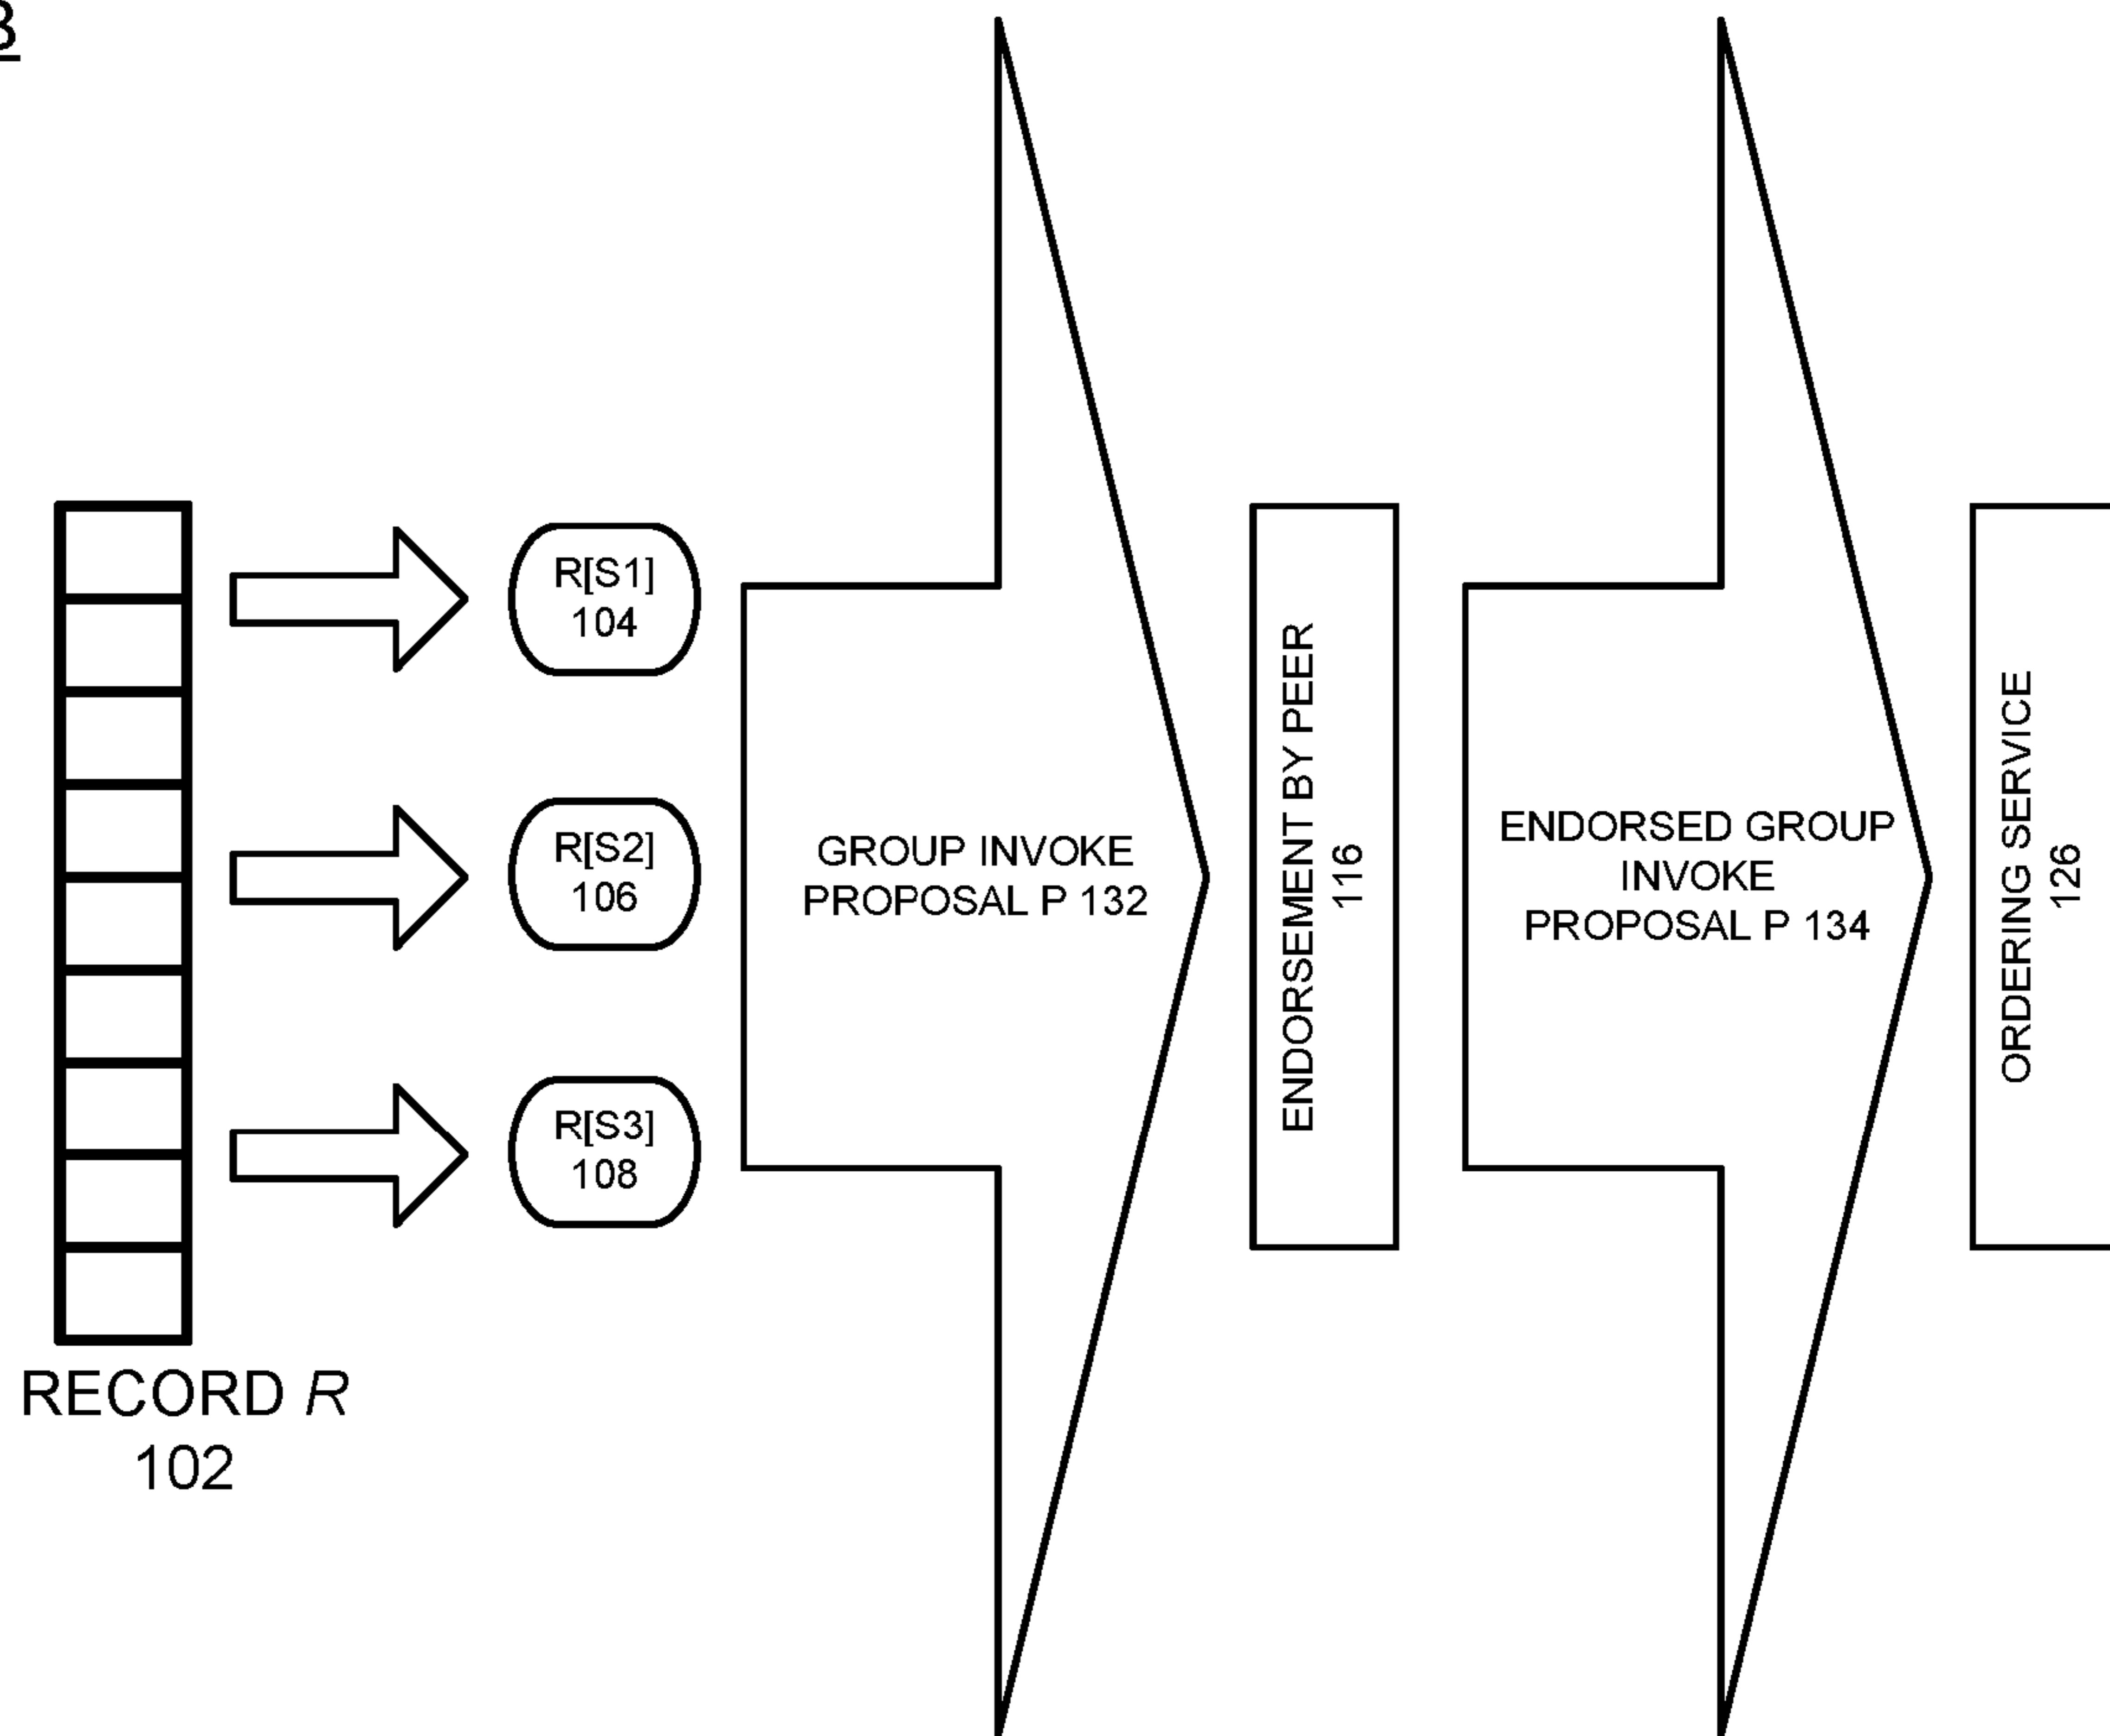 R[S1]
104
R[S2]
106
R[S3]
108
RECORD R
102
GROUP INVOKE
PROPOSAL P 132
ENDORSEMENT BY PEER
116
ENDORSED GROUP
INVOKE
PROPOSAL P 134
ORDERING SERVICE
126